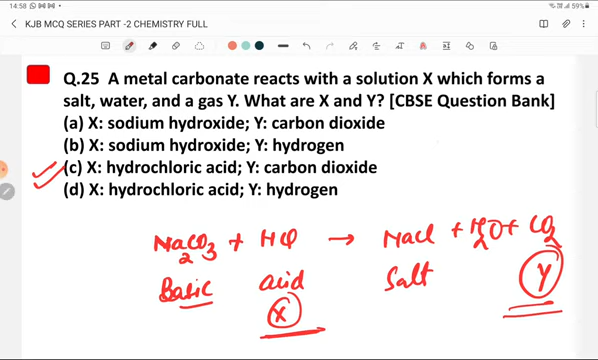 14:58
59%
KJB MCQ SERIES PART -2 CHEMISTRY FULL
Q.25 A metal carbonate reacts with a solution X which forms a
salt, water, and a gas Y. What are X and Y? [CBSE Question Bank]
(a) X: sodium hydroxide; Y: carbon dioxide
(b) X: sodium hydroxide; Y: hydrogen
(c) X: hydrochloric acid; Y: carbon dioxide
(d) X: hydrochloric acid; Y: hydrogen
Na2CO3 + HCl → NaCl + H2O + CO2
Basic acid Salt Y
X